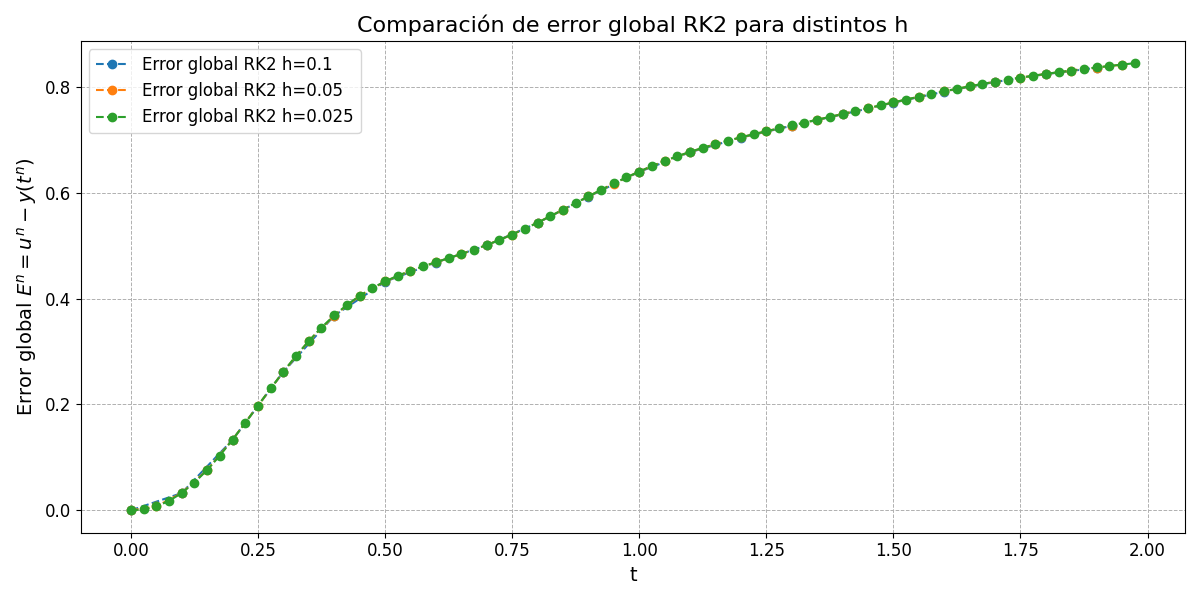 Comparación de error global RK2 para distintos h
Error global RK2 h=0.1
Error global RK2 h=0.05
Error global RK2 h=0.025
Error global $E^n = u^n - y(t^n)$
0.8
0.6
0.4
0.2
0.0
0.00 0.25 0.50 0.75 1.00 1.25 1.50 1.75 2.00
t